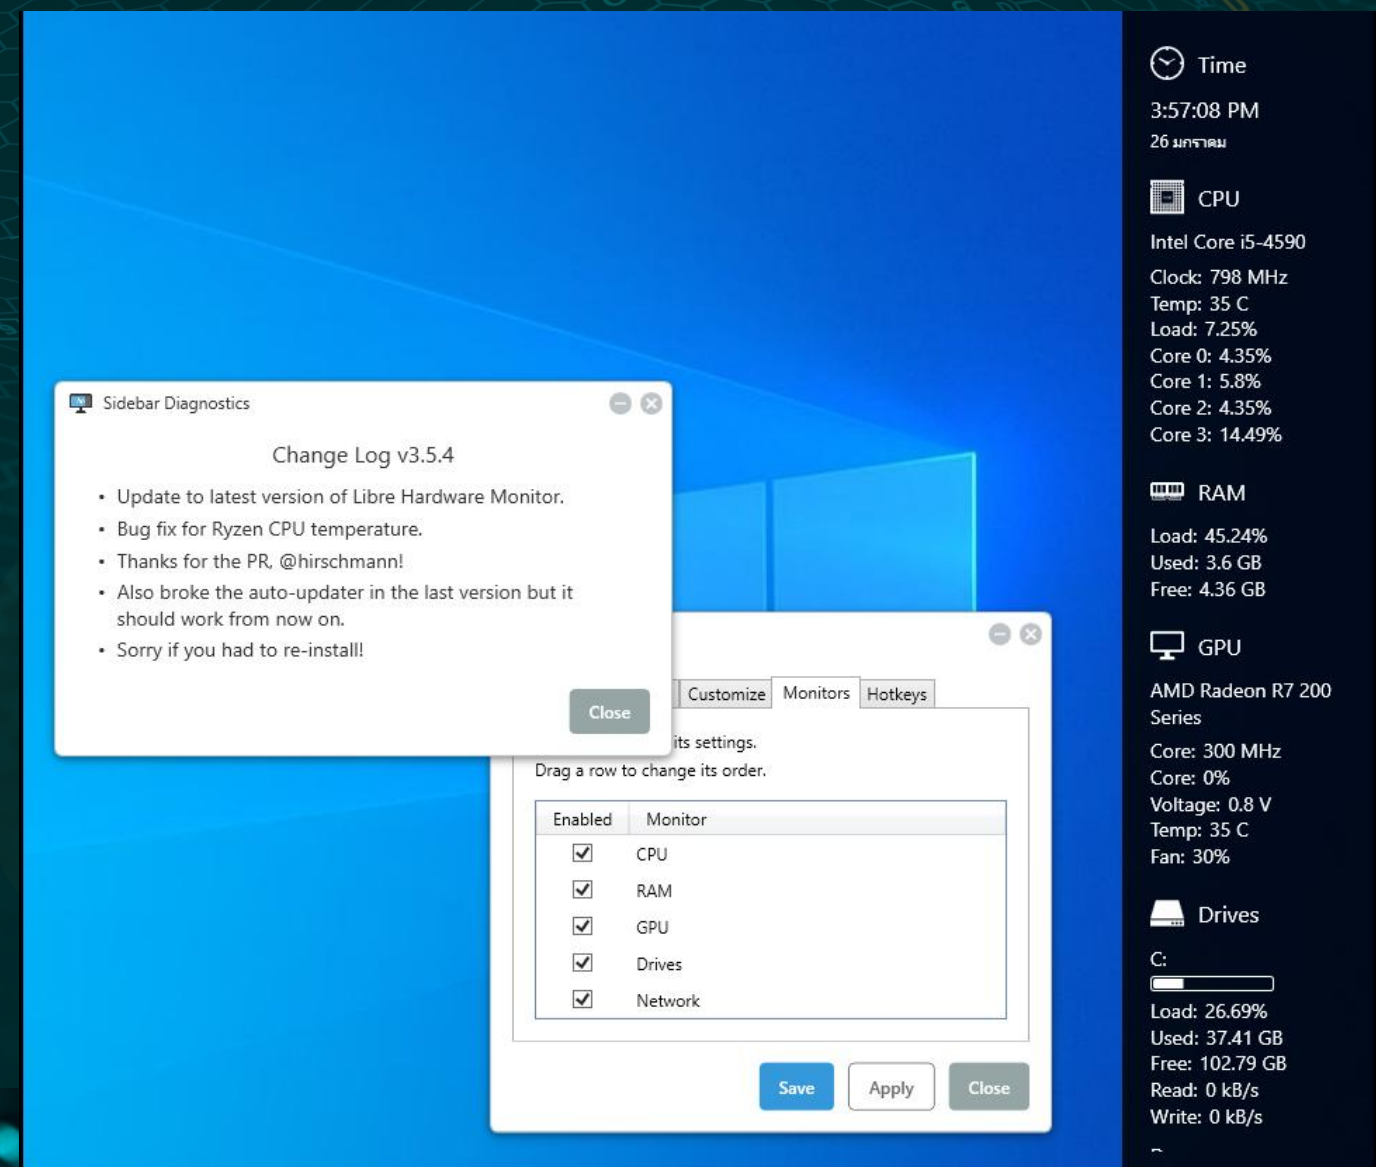 Sidebar Diagnostics
Change Log v3.5.4
• Update to latest version of Libre Hardware Monitor.
• Bug fix for Ryzen CPU temperature.
• Thanks for the PR, @hirschmann!
• Also broke the auto-updater in the last version but it
should work from now on.
• Sorry if you had to re-install!
Close
Customize
Monitors
Hotkeys
its settings.
Drag a row to change its order.
Enabled Monitor
CPU
RAM
GPU
Drives
Network
Save
Apply
Close
Time
3:57:08 PM
26 มกราคม
CPU
Intel Core i5-4590
Clock: 798 MHz
Temp: 35 C
Load: 7.25%
Core 0: 4.35%
Core 1: 5.8%
Core 2: 4.35%
Core 3: 14.49%
RAM
Load: 45.24%
Used: 3.6 GB
Free: 4.36 GB
GPU
AMD Radeon R7 200
Series
Core: 300 MHz
Core: 0%
Voltage: 0.8 V
Temp: 35 C
Fan: 30%
Drives
C:
Load: 26.69%
Used: 37.41 GB
Free: 102.79 GB
Read: 0 kB/s
Write: 0 kB/s